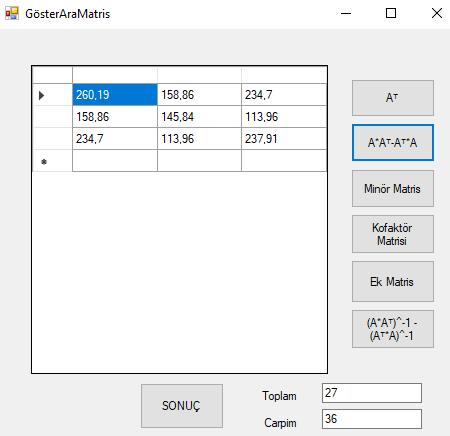 GösterAraMatris
260,19 158,86 234,7
158,86 145,84 113,96
234,7 113,96 237,91
Aᵀ
A*Aᵀ-Aᵀ*A
Minör Matris
Kofaktör
Matrisi
Ek Matris
(A*Aᵀ)^-1 -
(Aᵀ*A)^-1
SONUÇ
Toplam 27
Carpim 36